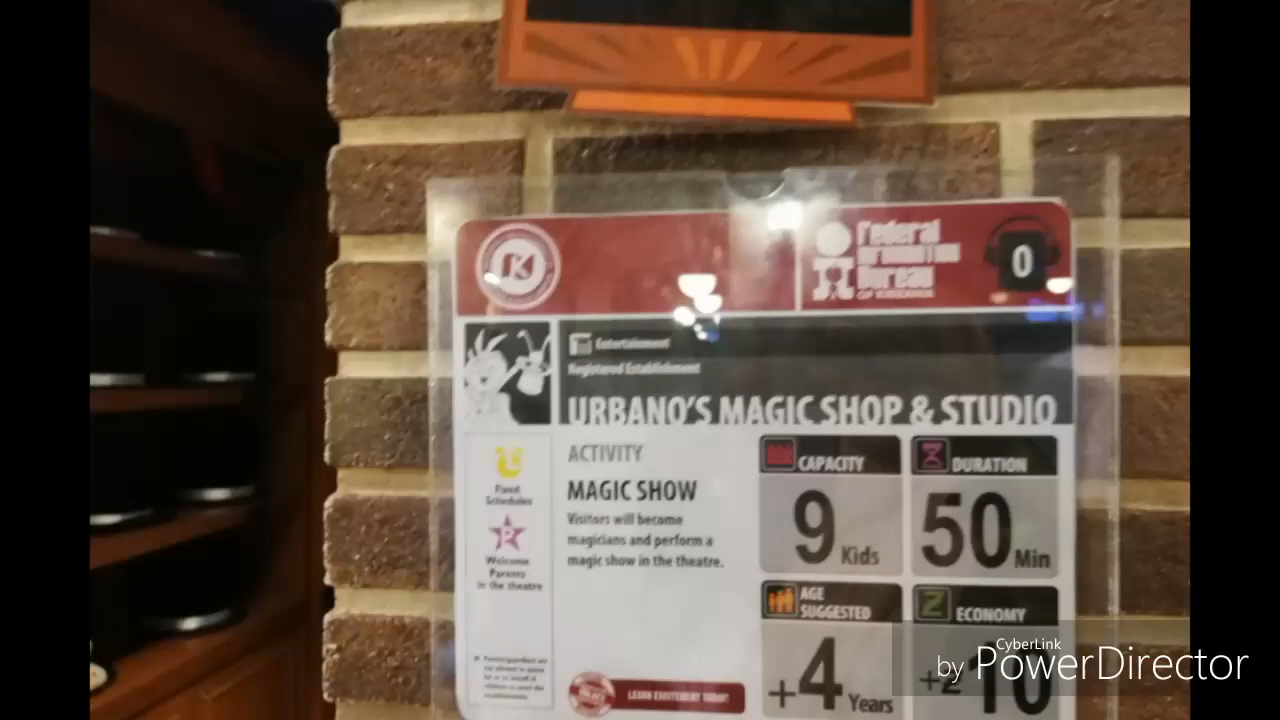 K
Federal
Information
Bureau
0
Entertainment
Registered Establishment
URBANO'S MAGIC SHOP & STUDIO
Fixed
Schedules
P
Welcome
Parents
in the theatre
ACTIVITY
MAGIC SHOW
Visitors will become
magicians and perform a
magic show in the theatre.
CAPACITY
9 Kids
DURATION
50 Min
AGE
SUGGESTED
+4 Years
ECONOMY
+Z10
CyberLink
by PowerDirector